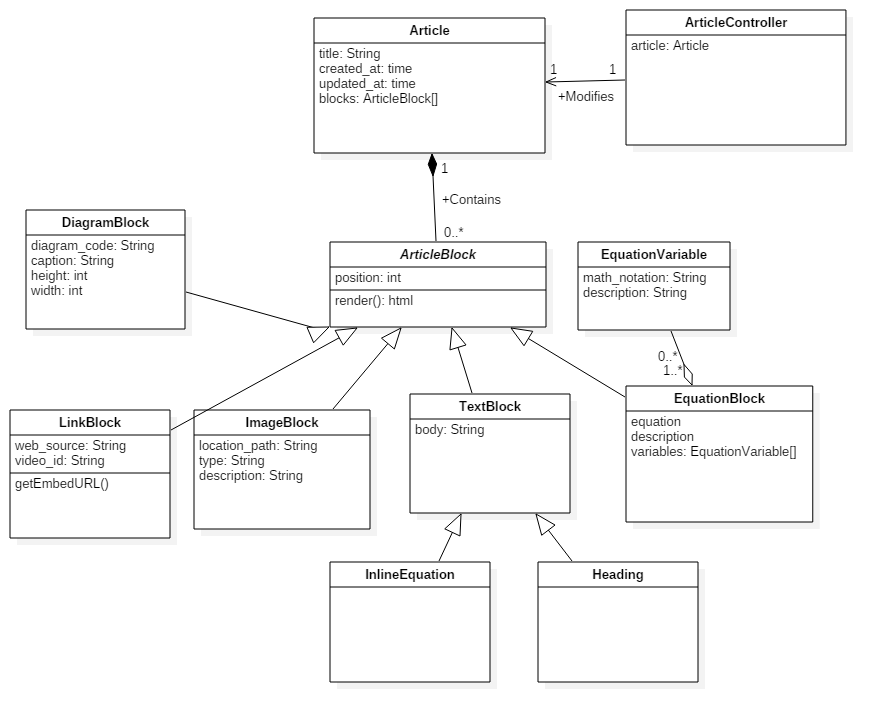 Article
title: String
created_at: time
updated_at: time
blocks: ArticleBlock[]
ArticleController
article: Article
1
1
+Modifies
1
+Contains
0..*
DiagramBlock
diagram_code: String
caption: String
height: int
width: int
ArticleBlock
position: int
render(): html
EquationVariable
math_notation: String
description: String
0..*
1..*
LinkBlock
web_source: String
video_id: String
getEmbedURL()
ImageBlock
location_path: String
type: String
description: String
TextBlock
body: String
EquationBlock
equation
description
variables: EquationVariable[]
InlineEquation
Heading